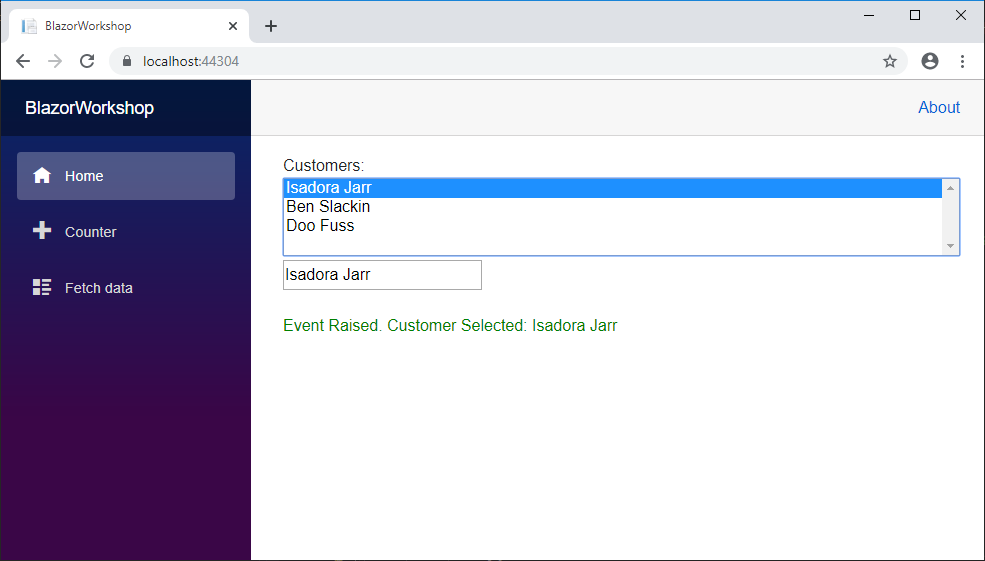 BlazorWorkshop
localhost:44304
BlazorWorkshop
About
Home
Counter
Fetch data
Customers:
Isadora Jarr
Ben Slackin
Doo Fuss
Isadora Jarr
Event Raised. Customer Selected: Isadora Jarr